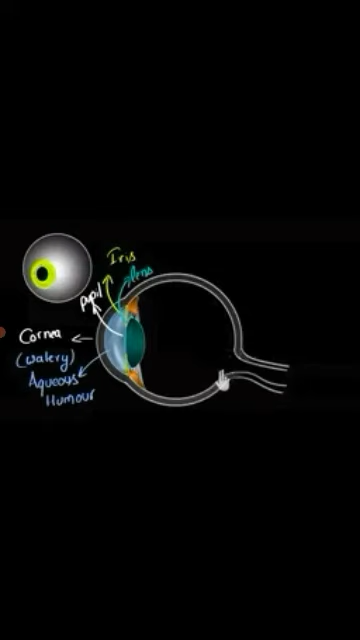 Iris
lens
pupil
Cornea
(watery)
Aqueous
Humour